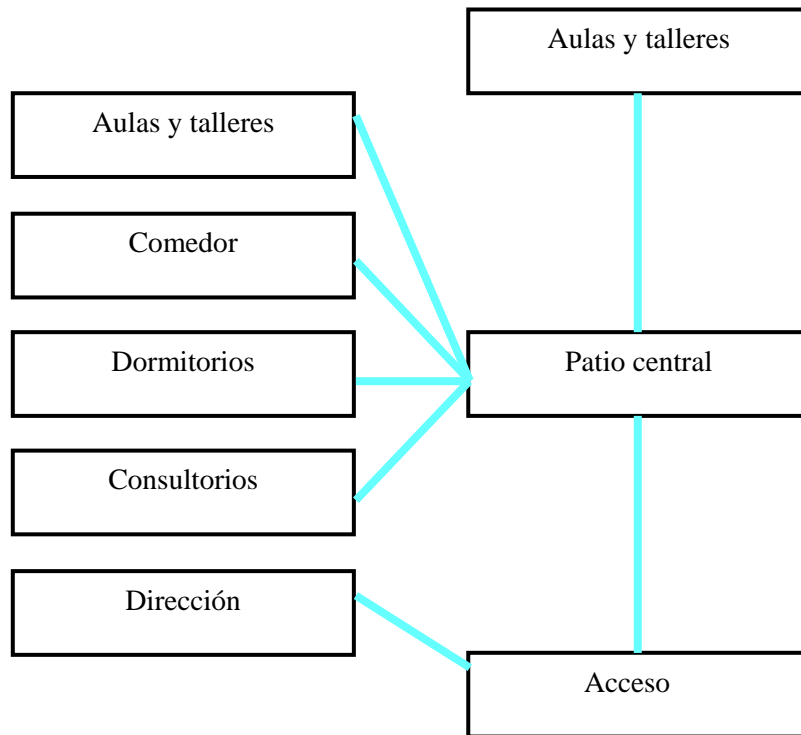 Aulas y talleres
Aulas y talleres
Comedor
Dormitorios
Patio central
Consultorios
Dirección
Acceso